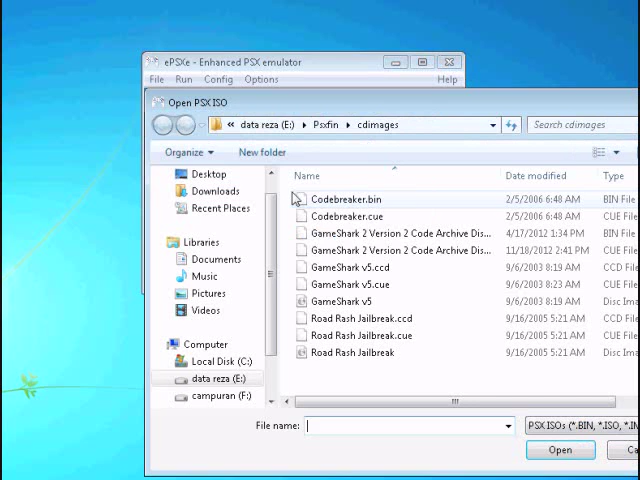 ePSXe - Enhanced PSX emulator
File Run Config Options Help
Open PSX ISO
« data reza (E:) ▸ Psxfin ▸ cdimages
Search cdimages
Organize ▾ New folder
Desktop
Downloads
Recent Places
Libraries
Documents
Music
Pictures
Videos
Computer
Local Disk (C:)
data reza (E:)
campuran (F:)
Name Date modified Type
Codebreaker.bin 2/5/2006 6:48 AM BIN File
Codebreaker.cue 2/5/2006 6:48 AM CUE File
GameShark 2 Version 2 Code Archive Dis... 4/17/2012 1:34 PM BIN File
GameShark 2 Version 2 Code Archive Dis... 11/18/2012 2:41 PM CUE File
GameShark v5.ccd 9/6/2003 8:19 AM CCD File
GameShark v5.cue 9/6/2003 8:23 AM CUE File
GameShark v5 9/6/2003 8:19 AM Disc Ima
Road Rash Jailbreak.ccd 9/16/2005 5:21 AM CCD File
Road Rash Jailbreak.cue 9/16/2005 5:21 AM CUE File
Road Rash Jailbreak 9/16/2005 5:21 AM Disc Ima
File name: PSX ISOs (*.BIN, *.ISO, *.IM
Open Ca